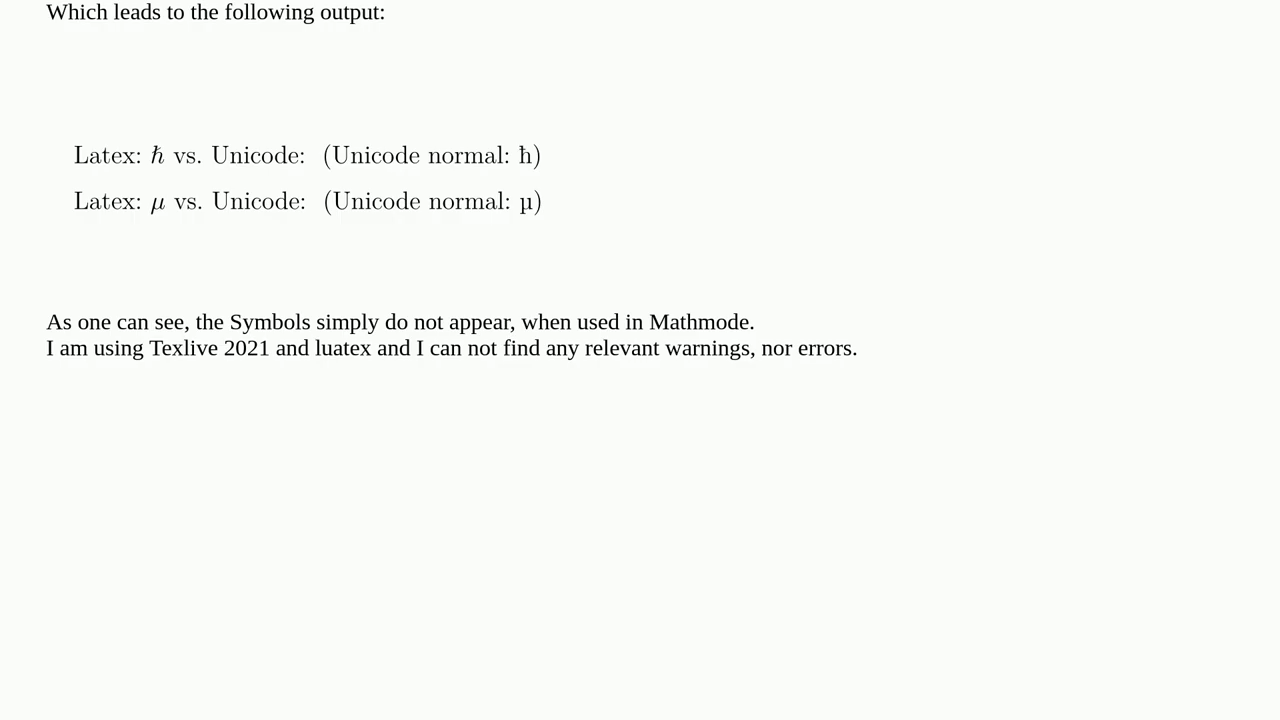 Which leads to the following output:
Latex: ℏ vs. Unicode: (Unicode normal: ħ)
Latex: μ vs. Unicode: (Unicode normal: µ)
As one can see, the Symbols simply do not appear, when used in Mathmode.
I am using Texlive 2021 and luatex and I can not find any relevant warnings, nor errors.